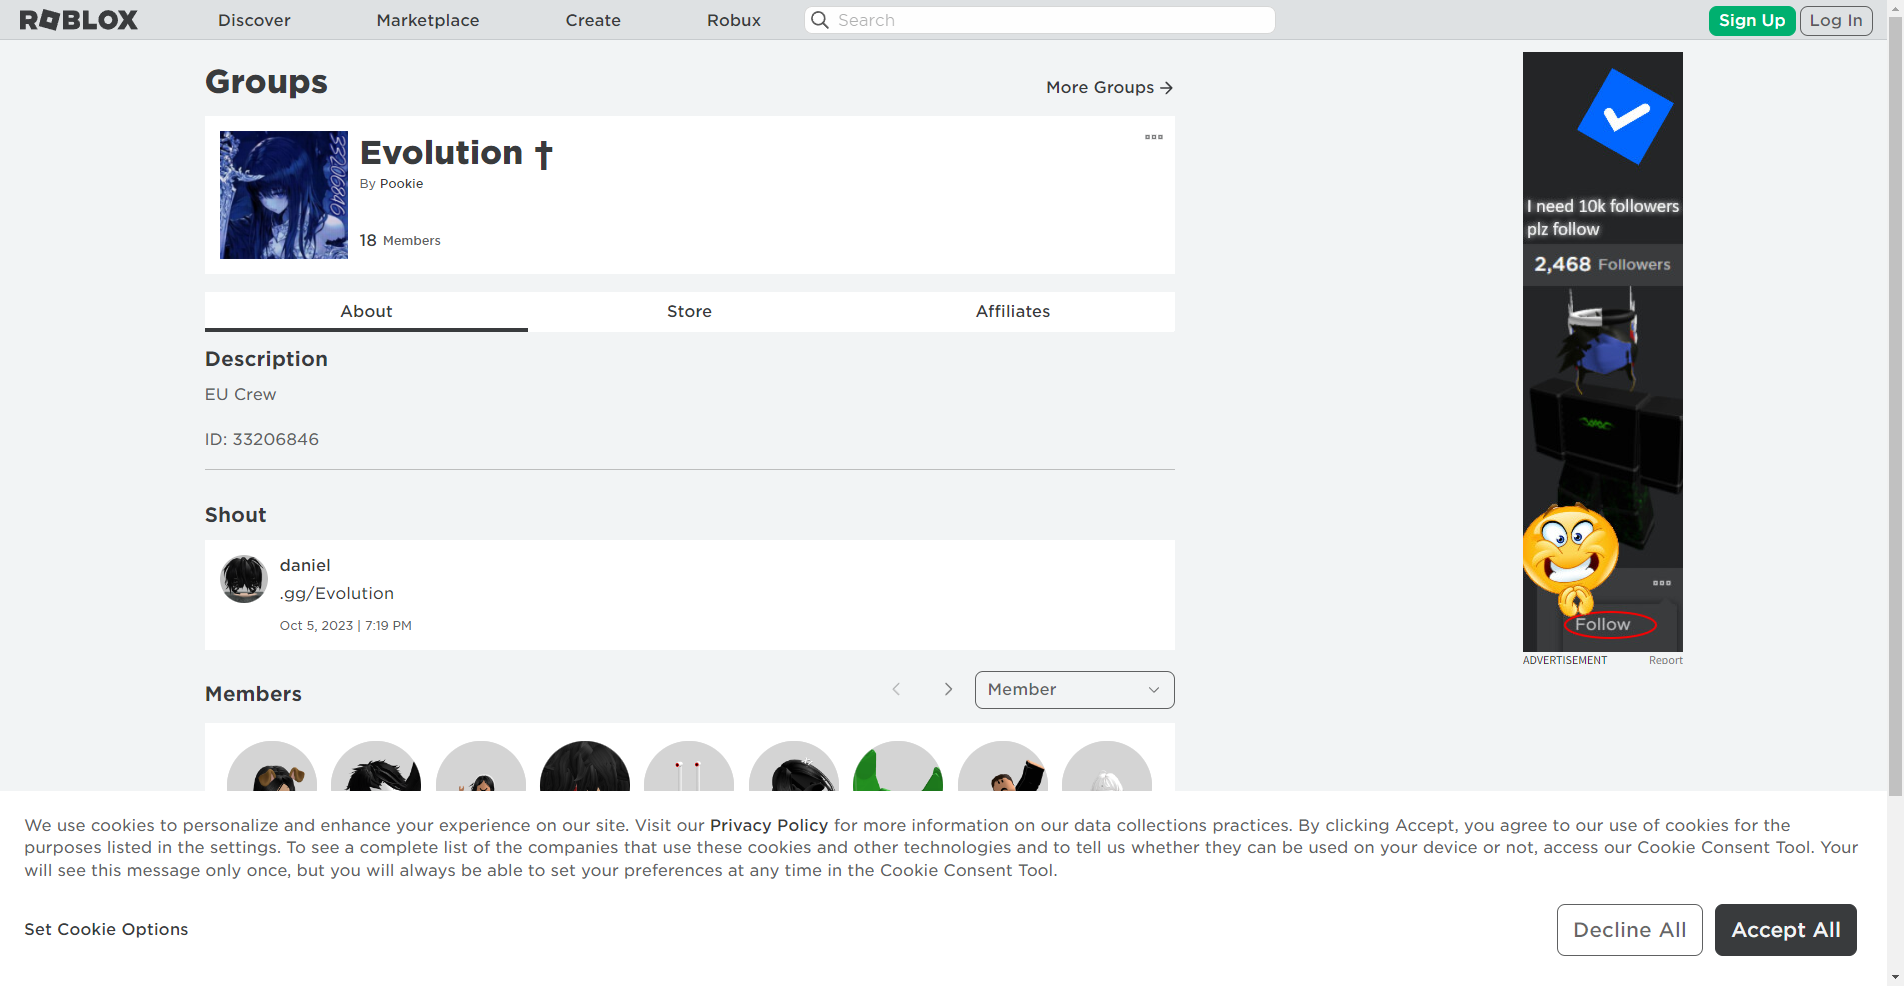 ROBLOX Discover Marketplace Create Robux Search Sign Up Log In
Groups
More Groups
33206846
Evolution †
By Pookie
18 Members
About Store Affiliates
Description
EU Crew
ID: 33206846
Shout
daniel
.gg/Evolution
Oct 5, 2023 | 7:19 PM
Members
Member
I need 10k followers
plz follow
2,468 Followers
Follow
ADVERTISEMENT Report
We use cookies to personalize and enhance your experience on our site. Visit our Privacy Policy for more information on our data collections practices. By clicking Accept, you agree to our use of cookies for the
purposes listed in the settings. To see a complete list of the companies that use these cookies and other technologies and to tell us whether they can be used on your device or not, access our Cookie Consent Tool. Your
will see this message only once, but you will always be able to set your preferences at any time in the Cookie Consent Tool.
Set Cookie Options
Decline All Accept All